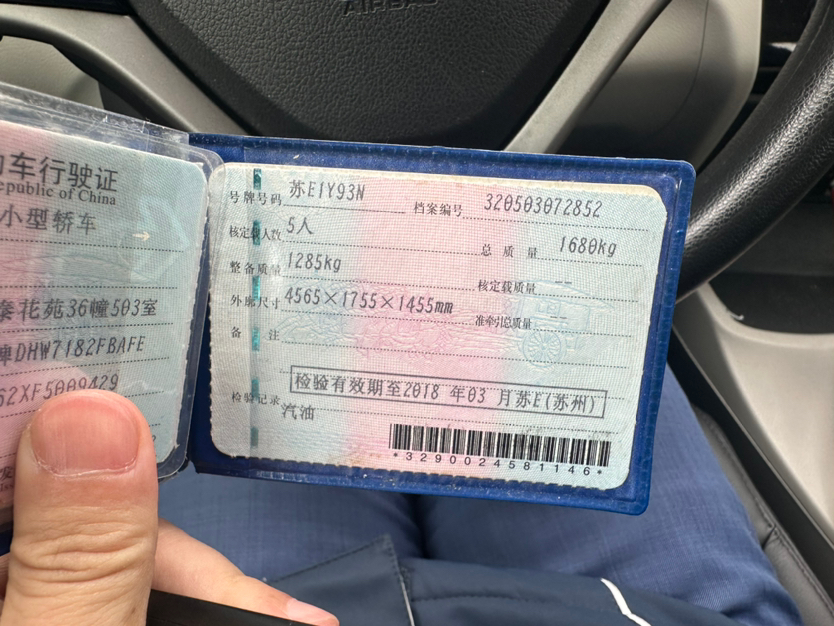 AIRBAG
车行驶证
Republic of China
小型轿车
花苑36幢503室
牌DHW7182FBAFE
62XF5009429
号牌号码 苏E1Y93N 档案编号 320503072852
核定载人数 5人 总质量 1680kg
整备质量 1285kg 核定载质量 --
外廓尺寸 4565×1755×1455mm 准牵引总质量 --
备注
检验有效期至2018 年03 月苏E(苏州)
检验记录
汽油
*3290024581146*